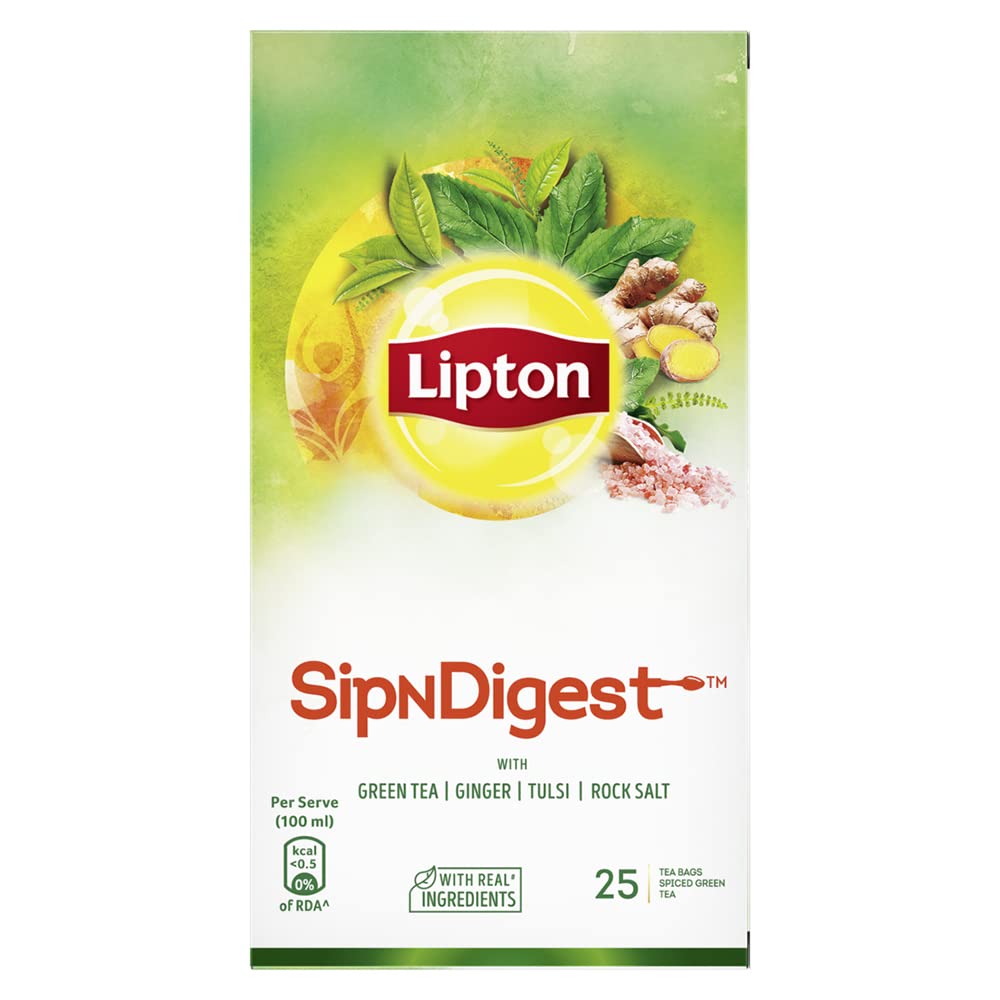 Lipton
SipNDigest™
WITH
GREEN TEA | GINGER | TULSI | ROCK SALT
Per Serve
(100 ml)
kcal
<0.5
0%
of RDA^
WITH REAL#
INGREDIENTS
25
TEA BAGS
SPICED GREEN
TEA